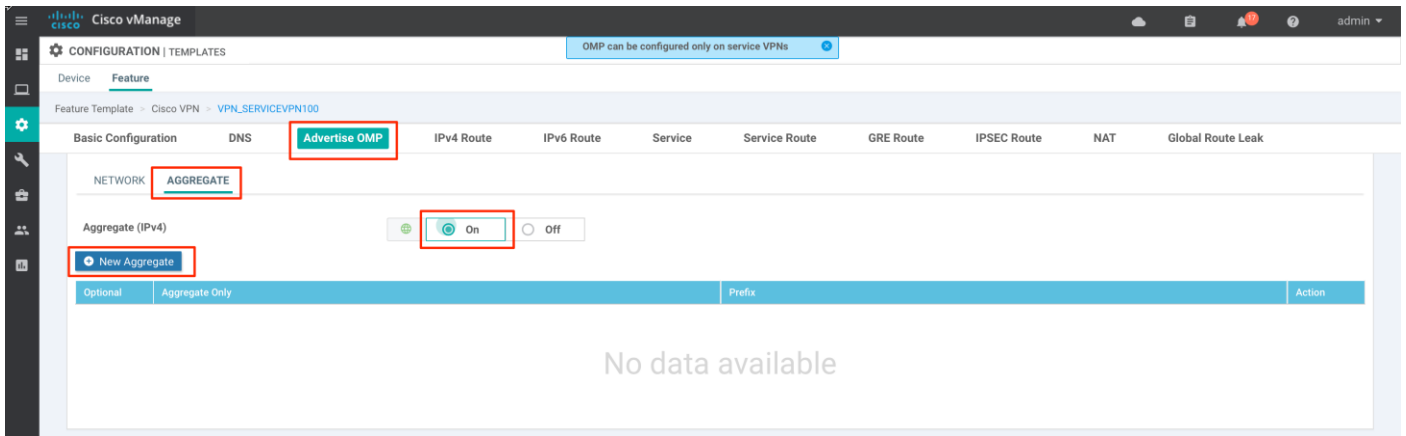 cisco Cisco vManage 17 admin
CONFIGURATION | TEMPLATES OMP can be configured only on service VPNs
Device Feature
Feature Template > Cisco VPN > VPN_SERVICEVPN100
Basic Configuration DNS Advertise OMP IPv4 Route IPv6 Route Service Service Route GRE Route IPSEC Route NAT Global Route Leak
NETWORK AGGREGATE
Aggregate (IPv4) On Off
New Aggregate
Optional Aggregate Only Prefix Action
No data available